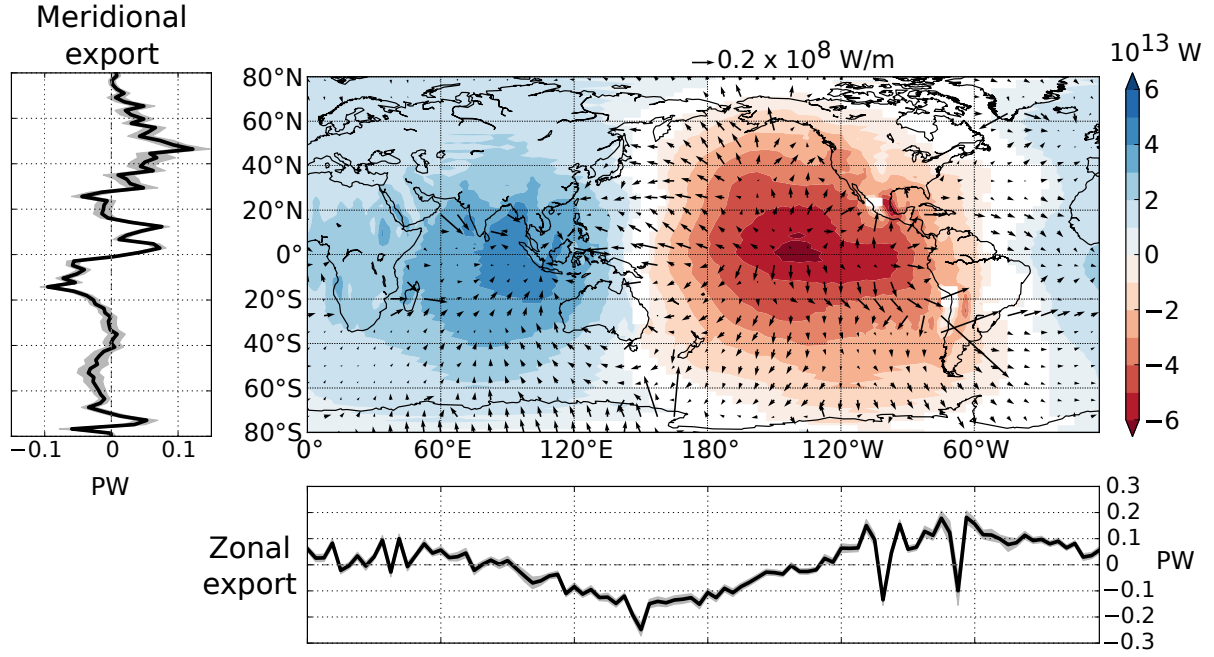 Meridional
export
0.2 x 10⁸ W/m
10¹³ W
80°N
60°N
40°N
20°N
0°
20°S
40°S
60°S
80°S
0°
60°E
120°E
180°
120°W
60°W
6
4
2
0
−2
−4
−6
−0.1
0
0.1
PW
Zonal
export
0.3
0.2
0.1
0
−0.1
−0.2
−0.3
PW